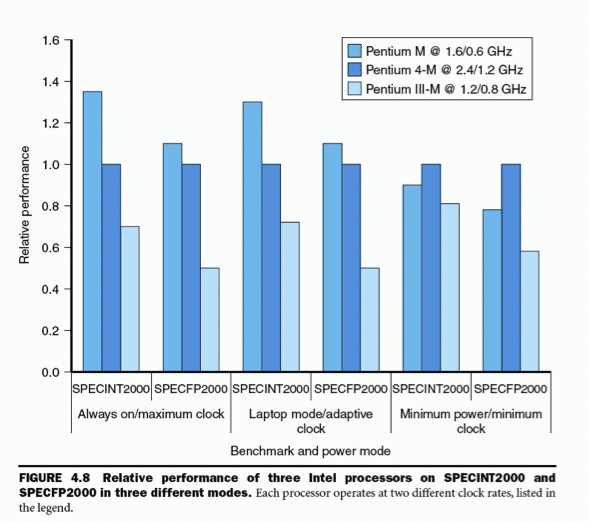 1.6
1.4
1.2
1.0
0.8
0.6
0.4
0.2
0.0
Relative performance
Pentium M @ 1.6/0.6 GHz
Pentium 4-M @ 2.4/1.2 GHz
Pentium III-M @ 1.2/0.8 GHz
SPECINT2000 SPECFP2000 SPECINT2000 SPECFP2000 SPECINT2000 SPECFP2000
Always on/maximum clock Laptop mode/adaptive Minimum power/minimum
clock clock
Benchmark and power mode
FIGURE 4.8 Relative performance of three Intel processors on SPECINT2000 and
SPECFP2000 in three different modes. Each processor operates at two different clock rates, listed in
the legend.